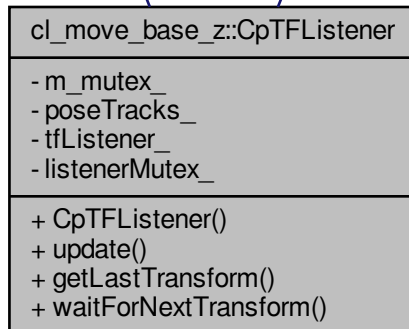 cl_move_base_z::CpTFListener
- m_mutex_
- poseTracks_
- tfListener_
- listenerMutex_
+ CpTFListener()
+ update()
+ getLastTransform()
+ waitForNextTransform()